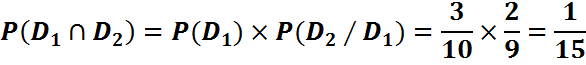 P(D₁ ∩ D₂) = P(D₁) × P(D₂ / D₁) = 3/10 × 2/9 = 1/15